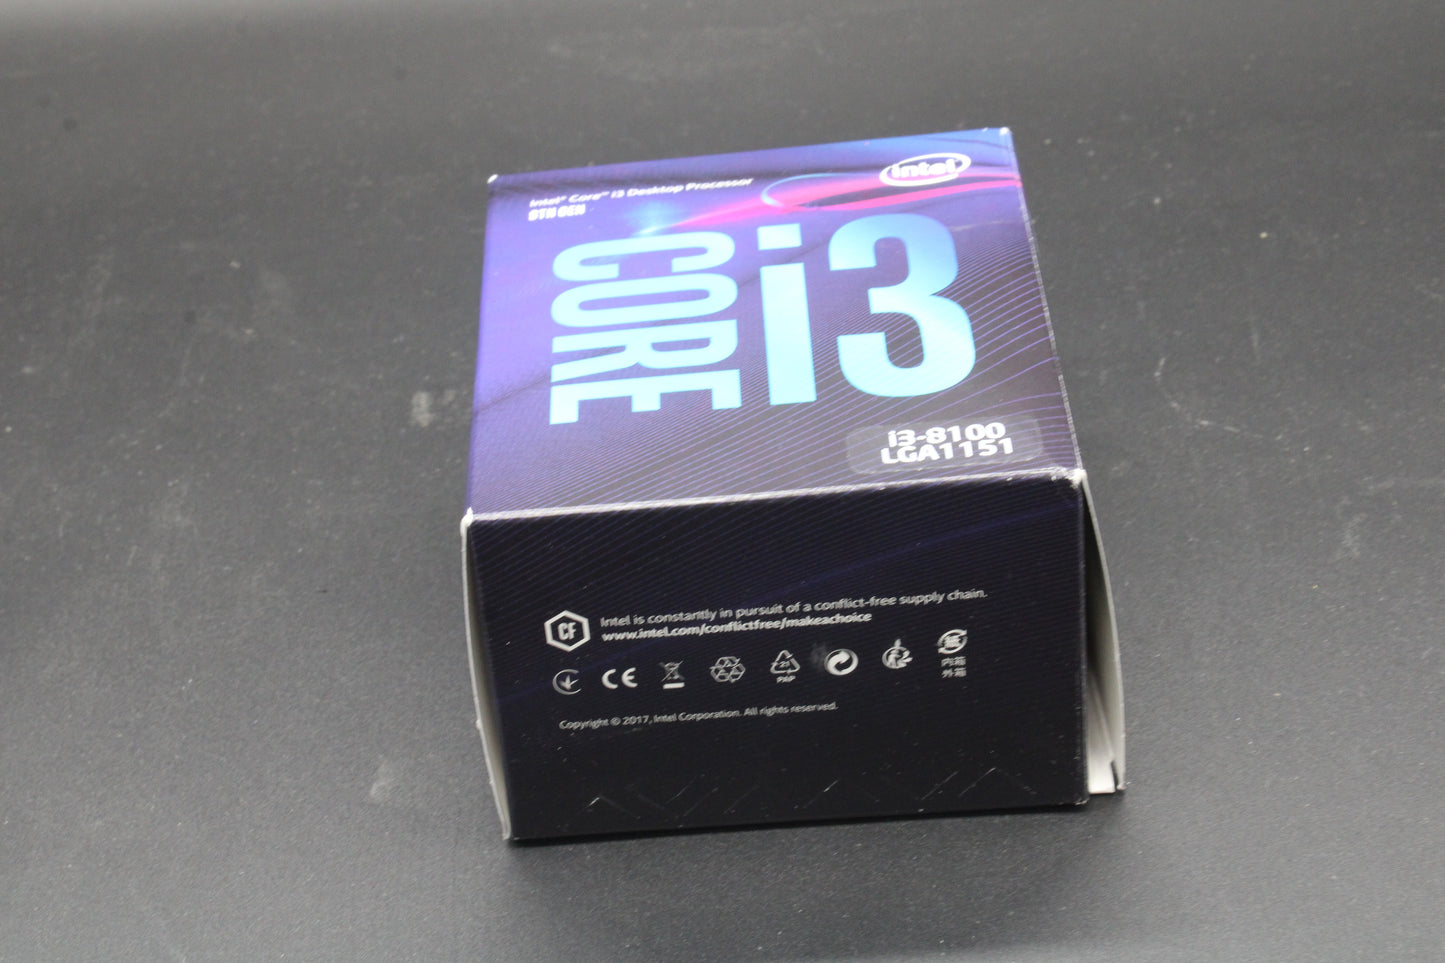 intel
Intel® Core™ i3 Desktop Processor
8TH GEN
CORE i3
i3-8100
LGA1151
CF
Intel is constantly in pursuit of a conflict-free supply chain.
www.intel.com/conflictfree/makeachoice
CE
21
PAP
紙
内箱
外箱
Copyright © 2017, Intel Corporation. All rights reserved.